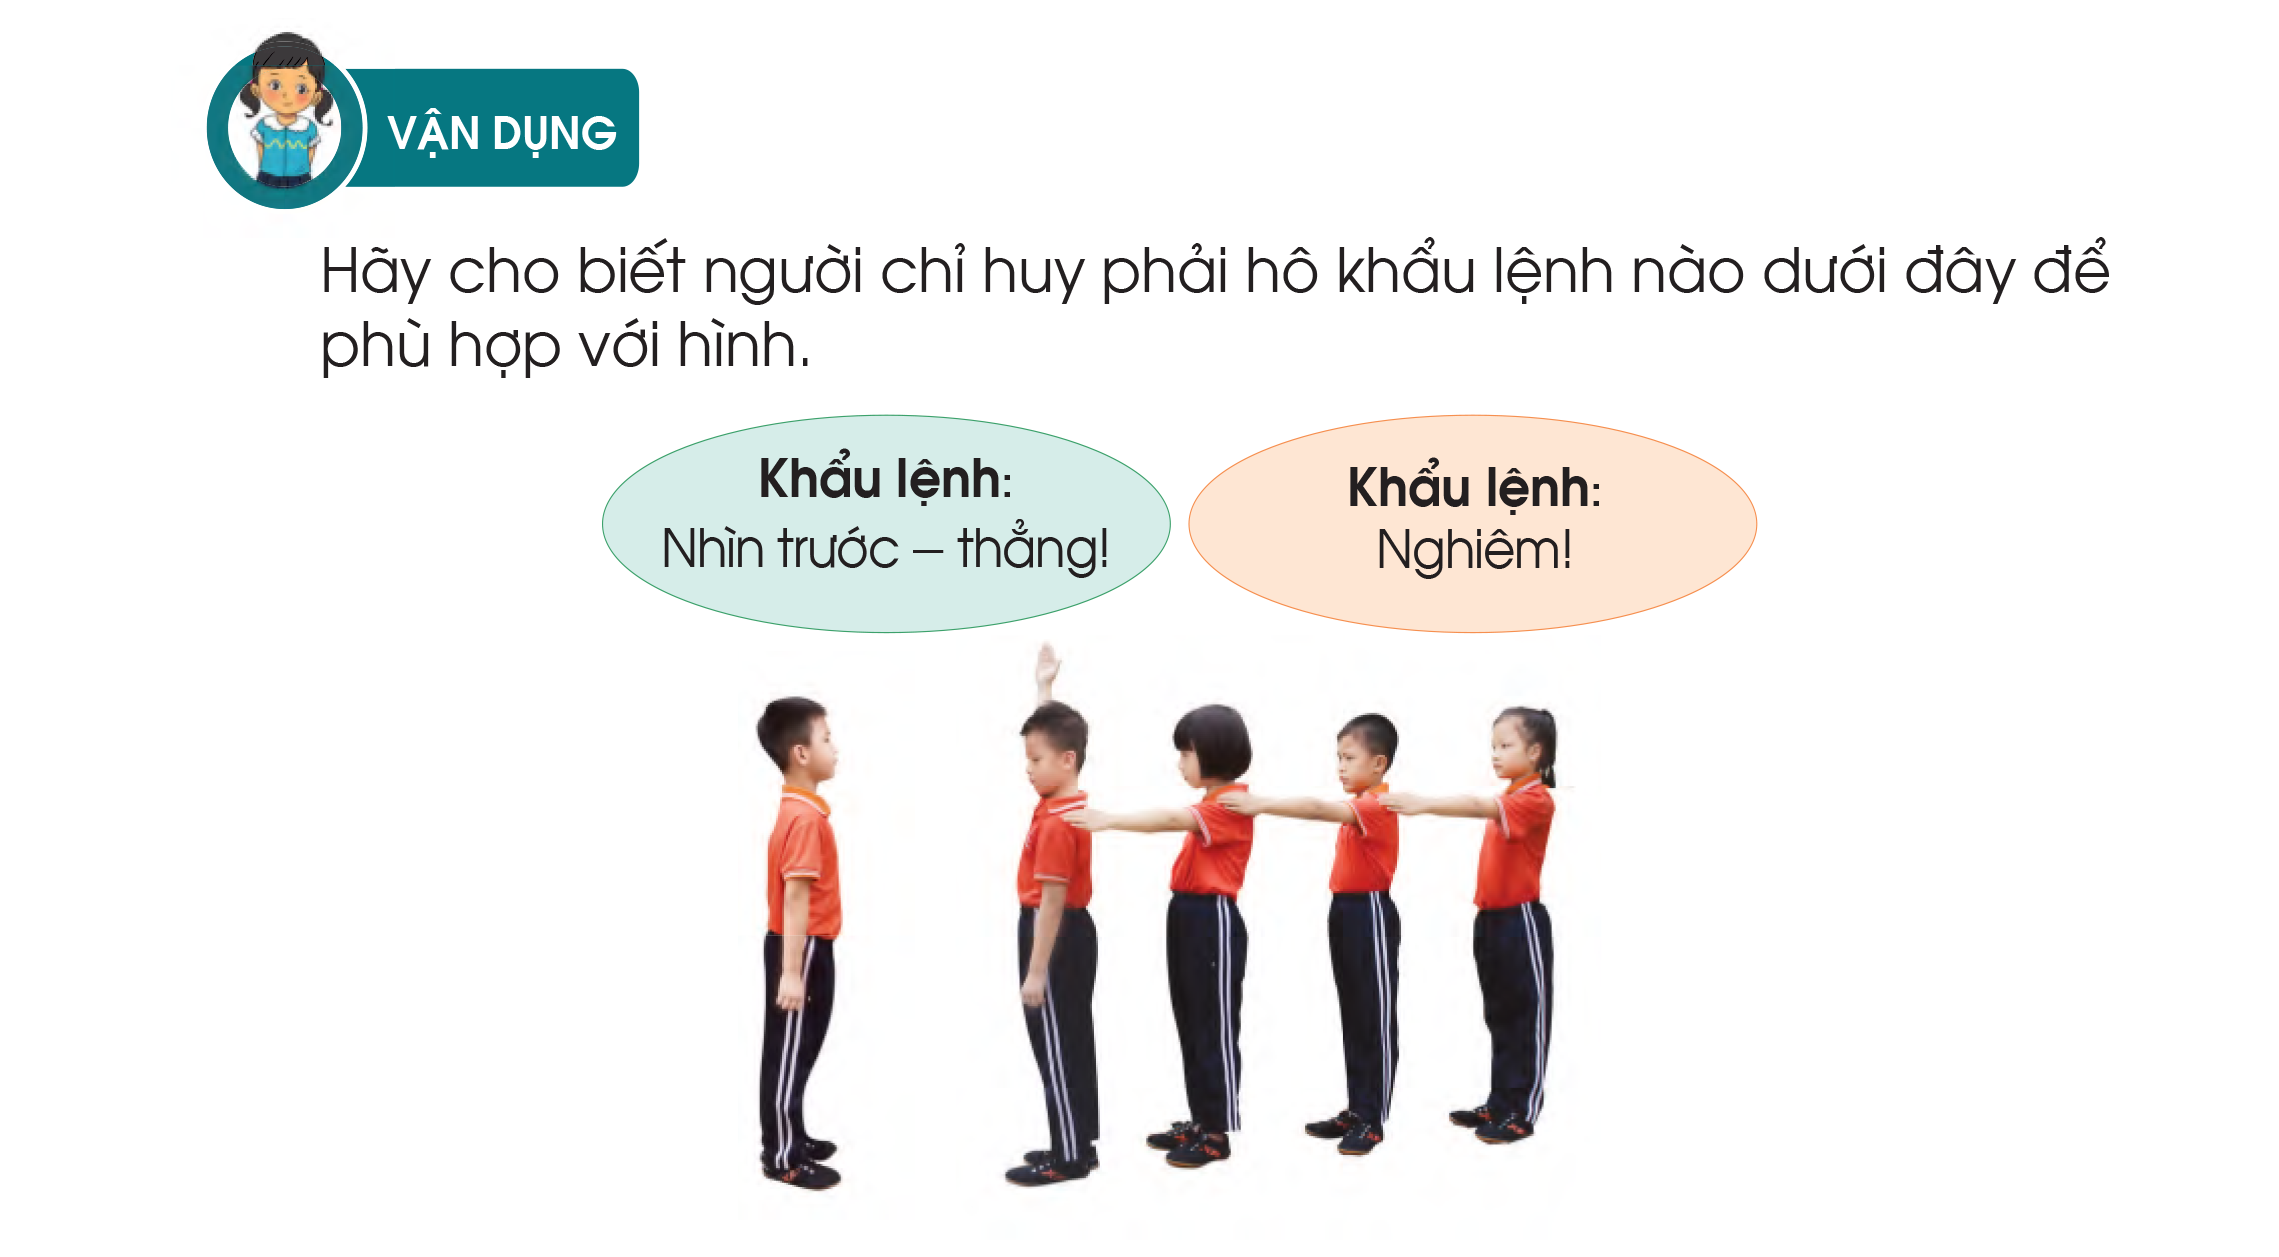 VẬN DỤNG
Hãy cho biết người chỉ huy phải hô khẩu lệnh nào dưới đây để
phù hợp với hình.
Khẩu lệnh:
Nhìn trước – thẳng!
Khẩu lệnh:
Nghiêm!